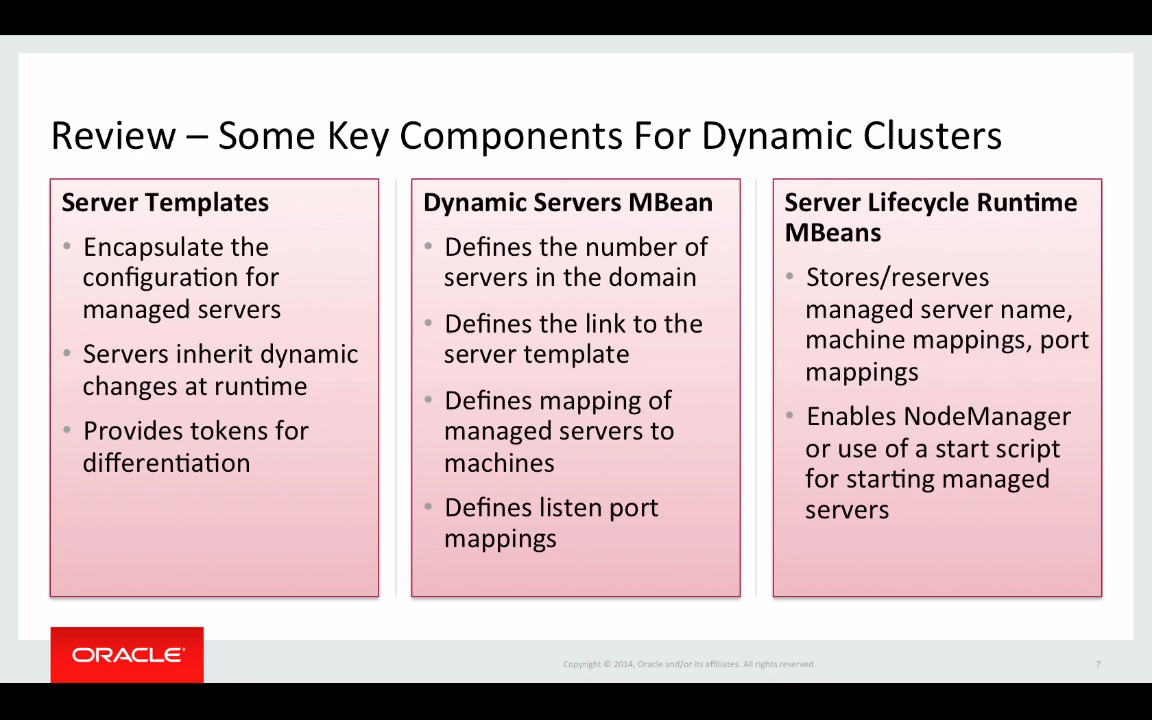 Review – Some Key Components For Dynamic Clusters
Server Templates
• Encapsulate the
configuration for
managed servers
• Servers inherit dynamic
changes at runtime
• Provides tokens for
differentiation
Dynamic Servers MBean
• Defines the number of
servers in the domain
• Defines the link to the
server template
• Defines mapping of
managed servers to
machines
• Defines listen port
mappings
Server Lifecycle Runtime
MBeans
• Stores/reserves
managed server name,
machine mappings, port
mappings
• Enables NodeManager
or use of a start script
for starting managed
servers
ORACLE®
Copyright © 2014, Oracle and/or its affiliates. All rights reserved.
7